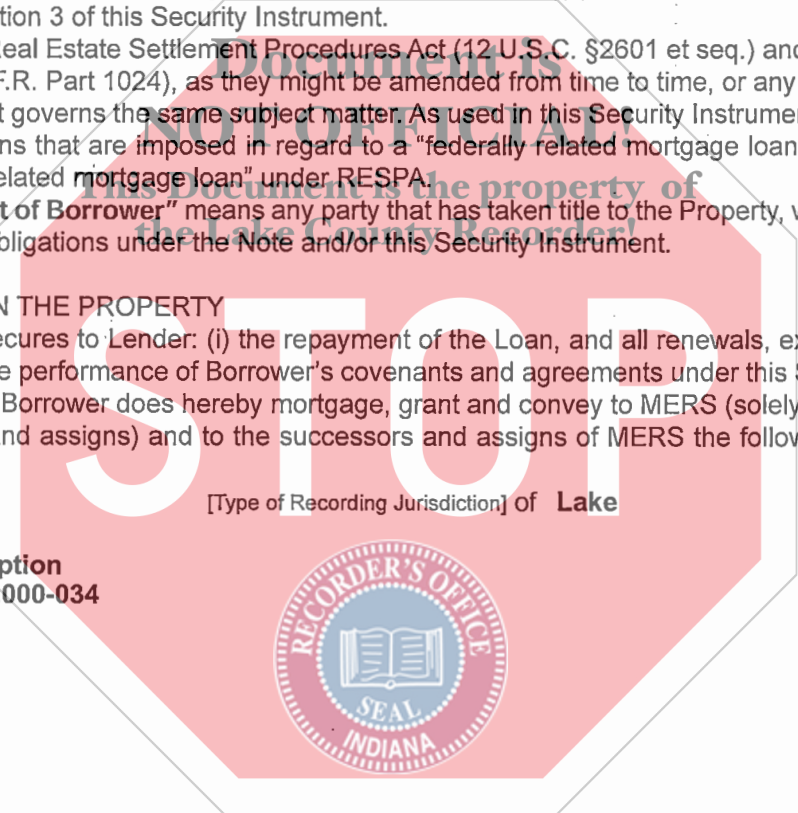 tion 3 of this Security Instrument.
Real Estate Settlement Procedures Act (12 U.S.C. §2601 et seq.) and
F.R. Part 1024), as they might be amended from time to time, or any
t governs the same subject matter. As used in this Security Instrumen
ns that are imposed in regard to a “federally related mortgage loan
elated mortgage loan” under RESPA.
t of Borrower” means any party that has taken title to the Property, w
bligations under the Note and/or this Security Instrument.
N THE PROPERTY
ecures to Lender: (i) the repayment of the Loan, and all renewals, ex
e performance of Borrower's covenants and agreements under this S
Borrower does hereby mortgage, grant and convey to MERS (solely
nd assigns) and to the successors and assigns of MERS the follow
[Type of Recording Jurisdiction] of Lake
ption
000-034
Document is
NOT OFFICIAL!
This Document is the property of
the Lake County Recorder!
STOP
RECORDER'S OFFICE
SEAL
INDIANA